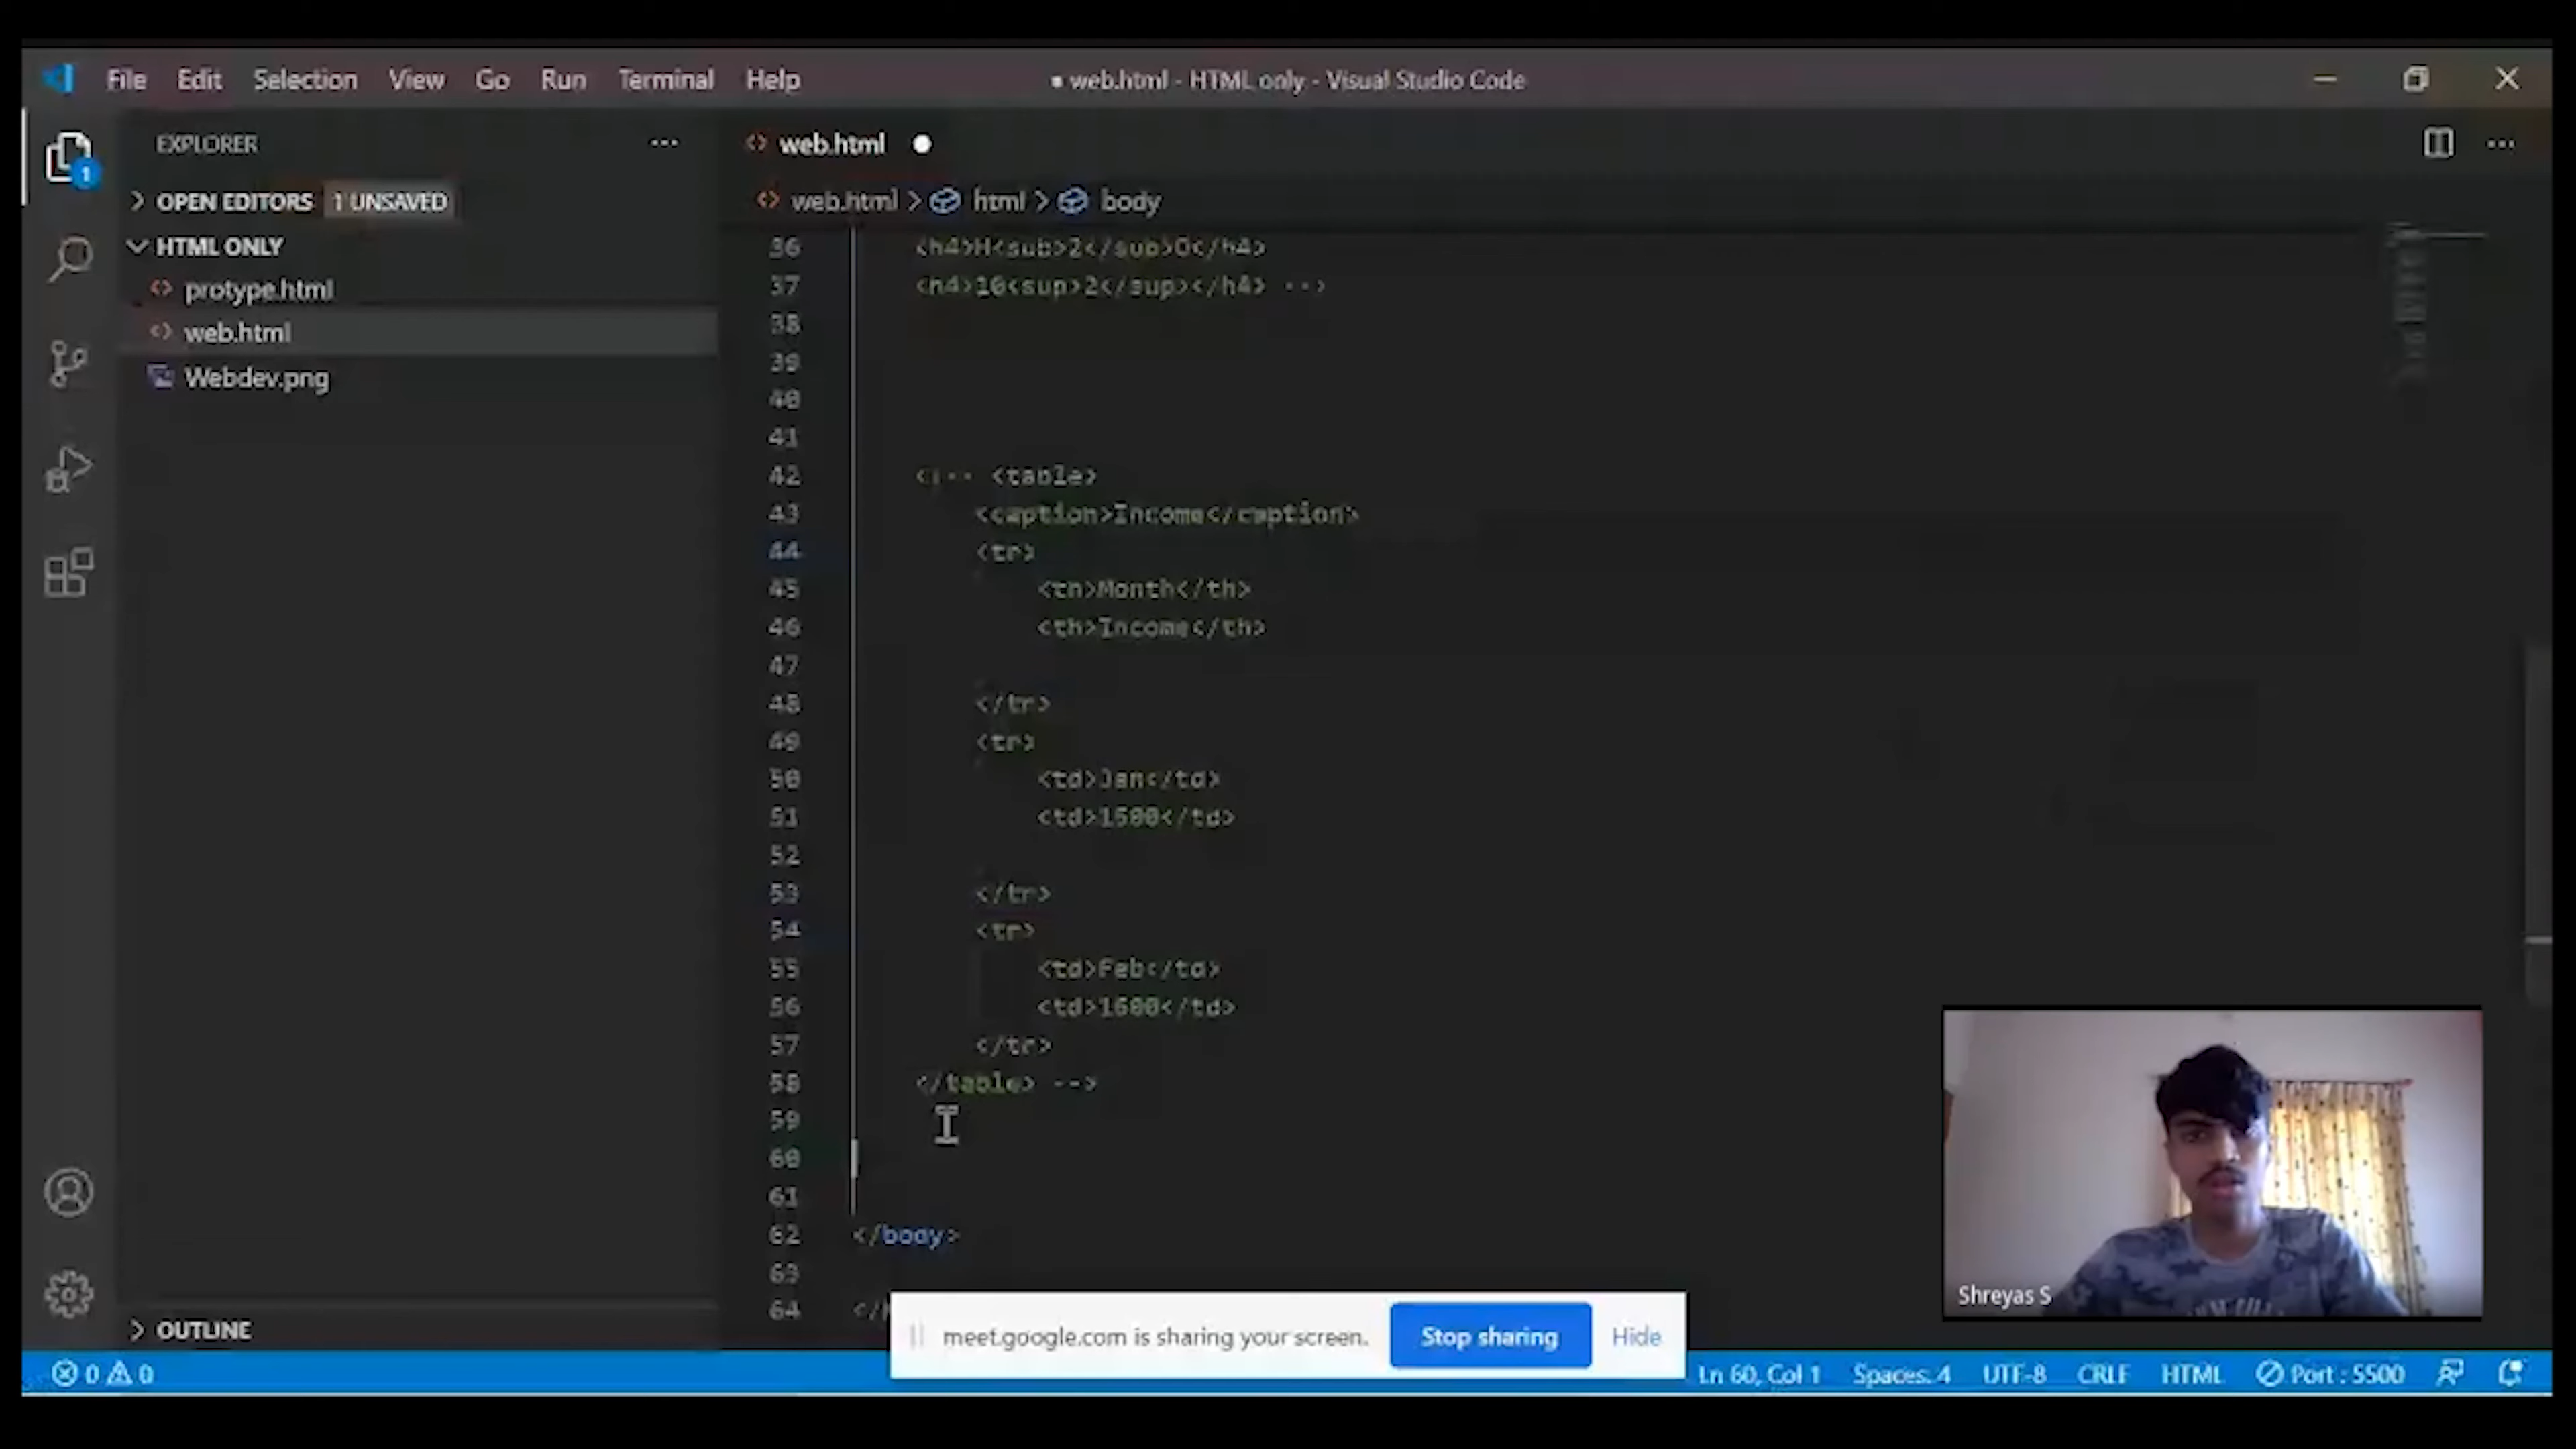 File Edit Selection View Go Run Terminal Help
● web.html - HTML only - Visual Studio Code
EXPLORER
1
OPEN EDITORS 1 UNSAVED
HTML ONLY
protype.html
web.html
Webdev.png
OUTLINE
web.html
web.html > html > body
36 <h4>H<sub>2</sub>O</h4>
37 <h4>10<sup>2</sup></h4> -->
38
39
40
41
42 <!-- <table>
43 <caption>Income</caption>
44 <tr>
45 <th>Month</th>
46 <th>Income</th>
47
48 </tr>
49 <tr>
50 <td>Jan</td>
51 <td>1500</td>
52
53 </tr>
54 <tr>
55 <td>Feb</td>
56 <td>1600</td>
57 </tr>
58 </table> -->
59
60
61
62 </body>
63
64
Shreyas S
meet.google.com is sharing your screen. Stop sharing Hide
0 0 Ln 60, Col 1 Spaces: 4 UTF-8 CRLF HTML Port : 5500